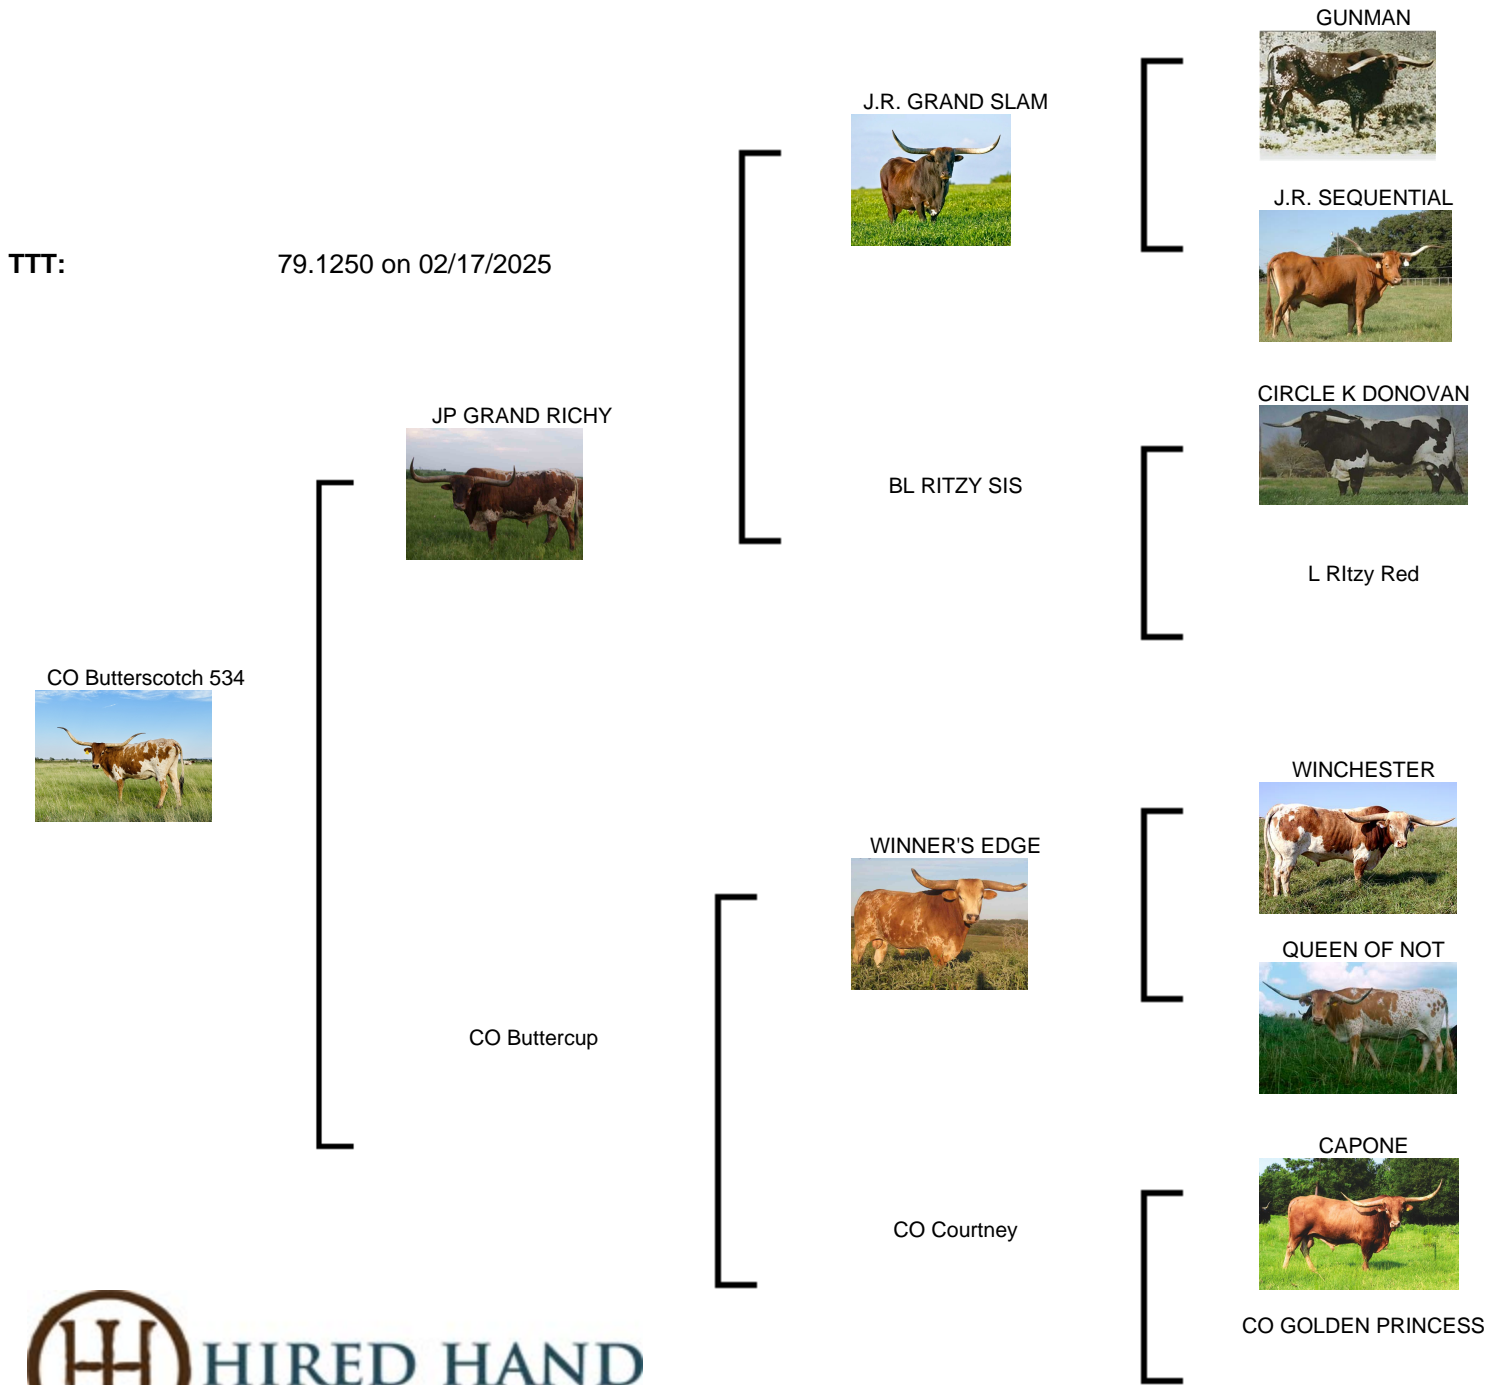 GUNMAN
J.R. GRAND SLAM
J.R. SEQUENTIAL
TTT: 79.1250 on 02/17/2025
CIRCLE K DONOVAN
JP GRAND RICHY
BL RITZY SIS
L RItzy Red
CO Butterscotch 534
WINCHESTER
WINNER'S EDGE
QUEEN OF NOT
CO Buttercup
CAPONE
CO Courtney
CO GOLDEN PRINCESS
HIRED HAND